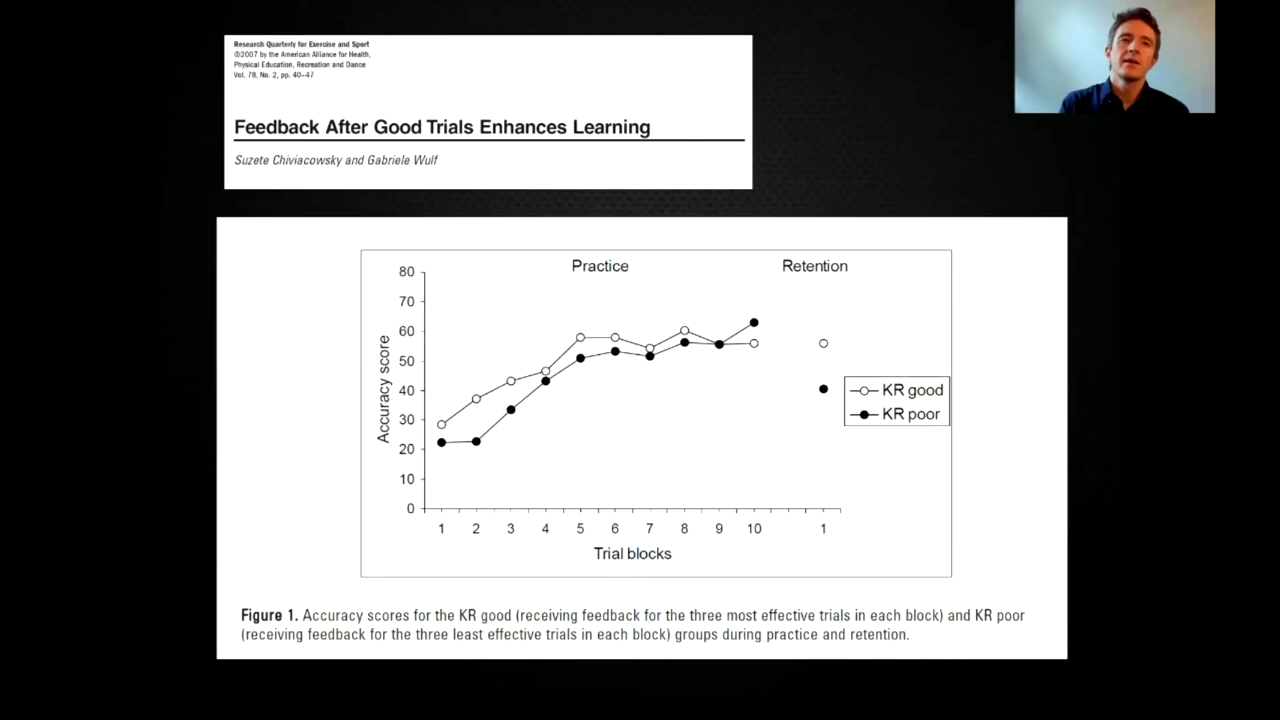 Research Quarterly for Exercise and Sport
©2007 by the American Alliance for Health,
Physical Education, Recreation and Dance
Vol. 78, No. 2, pp. 40–47
Feedback After Good Trials Enhances Learning
Suzete Chiviacowsky and Gabriele Wulf
Practice
Retention
80
70
60
50
40
30
20
10
0
Accuracy score
KR good
KR poor
1 2 3 4 5 6 7 8 9 10 1
Trial blocks
Figure 1. Accuracy scores for the KR good (receiving feedback for the three most effective trials in each block) and KR poor
(receiving feedback for the three least effective trials in each block) groups during practice and retention.